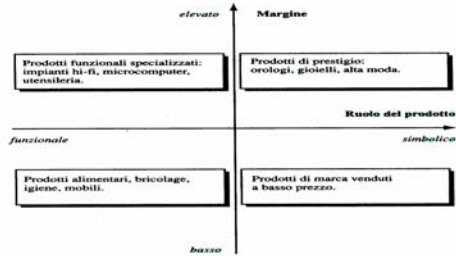 elevato
Margine
Prodotti funzionali specializzati:
impianti hi-fi, microcomputer,
utensileria.
Prodotti di prestigio:
orologi, gioielli, alta moda.
Ruolo del prodotto
funzionale
simbolico
Prodotti alimentari, bricolage,
igiene, mobili.
Prodotti di marca venduti
a basso prezzo.
basso